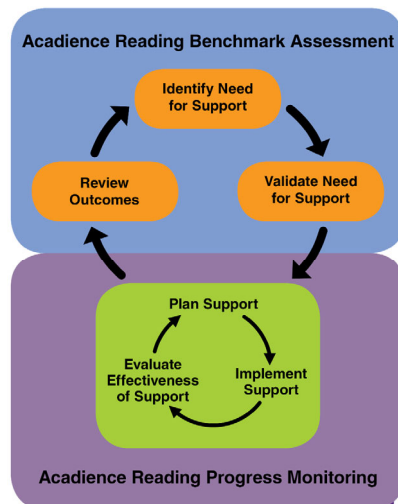 Acadience Reading Benchmark Assessment
Identify Need
for Support
Review
Outcomes
Validate Need
for Support
Plan Support
Evaluate
Effectiveness
of Support
Implement
Support
Acadience Reading Progress Monitoring